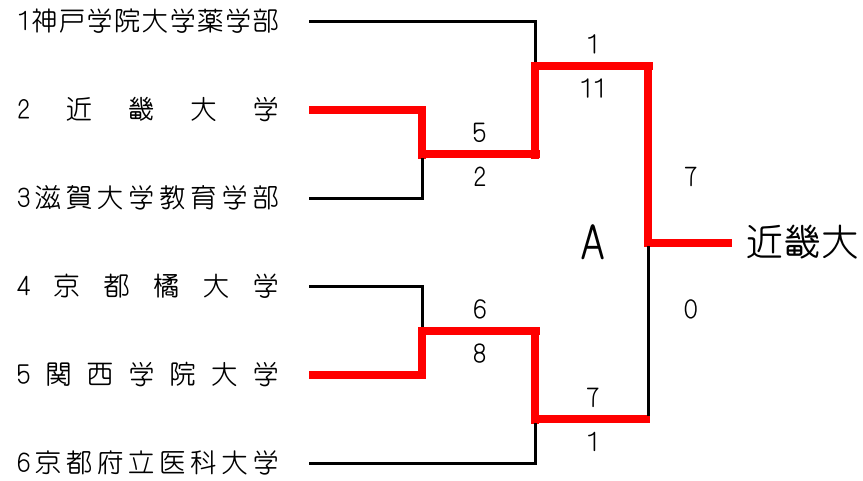 1神戸学院大学薬学部
1
2 近 畿 大 学
11
5
2
7
3滋賀大学教育学部
A
近畿大
4 京 都 橘 大 学
6
0
8
5 関 西 学 院 大 学
7
1
6京都府立医科大学